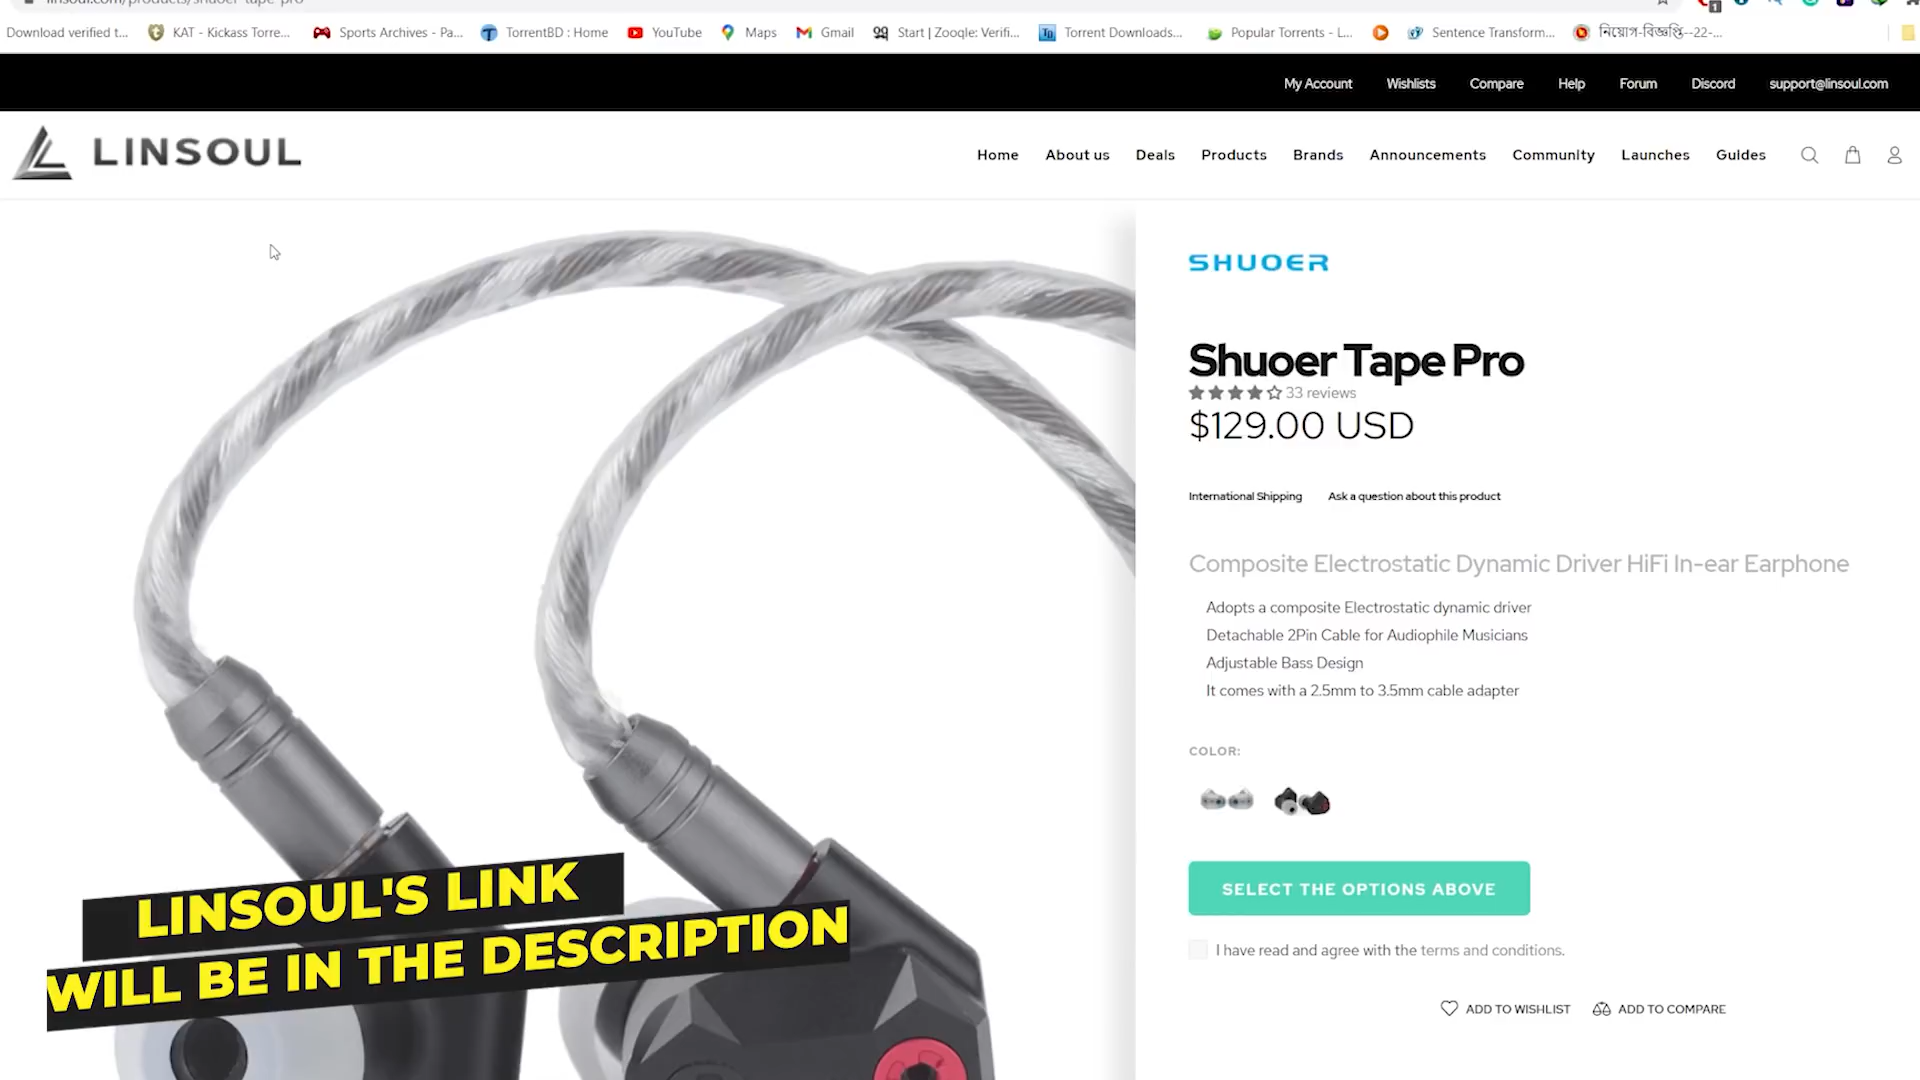 linsoul.com/products/shuoer-tape-pro
Download verified t... KAT - Kickass Torre... Sports Archives - Pa... TorrentBD : Home YouTube Maps Gmail Start | Zooqle: Verifi... Torrent Downloads... Popular Torrents - L... Sentence Transform... নিয়োগ-বিজ্ঞপ্তি--22-...
My Account Wishlists Compare Help Forum Discord support@linsoul.com
LINSOUL
Home About us Deals Products Brands Announcements Community Launches Guides
SHUOER
Shuoer Tape Pro
33 reviews
$129.00 USD
International Shipping Ask a question about this product
Composite Electrostatic Dynamic Driver HiFi In-ear Earphone
Adopts a composite Electrostatic dynamic driver
Detachable 2Pin Cable for Audiophile Musicians
Adjustable Bass Design
It comes with a 2.5mm to 3.5mm cable adapter
COLOR:
SELECT THE OPTIONS ABOVE
I have read and agree with the terms and conditions.
ADD TO WISHLIST ADD TO COMPARE
LINSOUL'S LINK
WILL BE IN THE DESCRIPTION